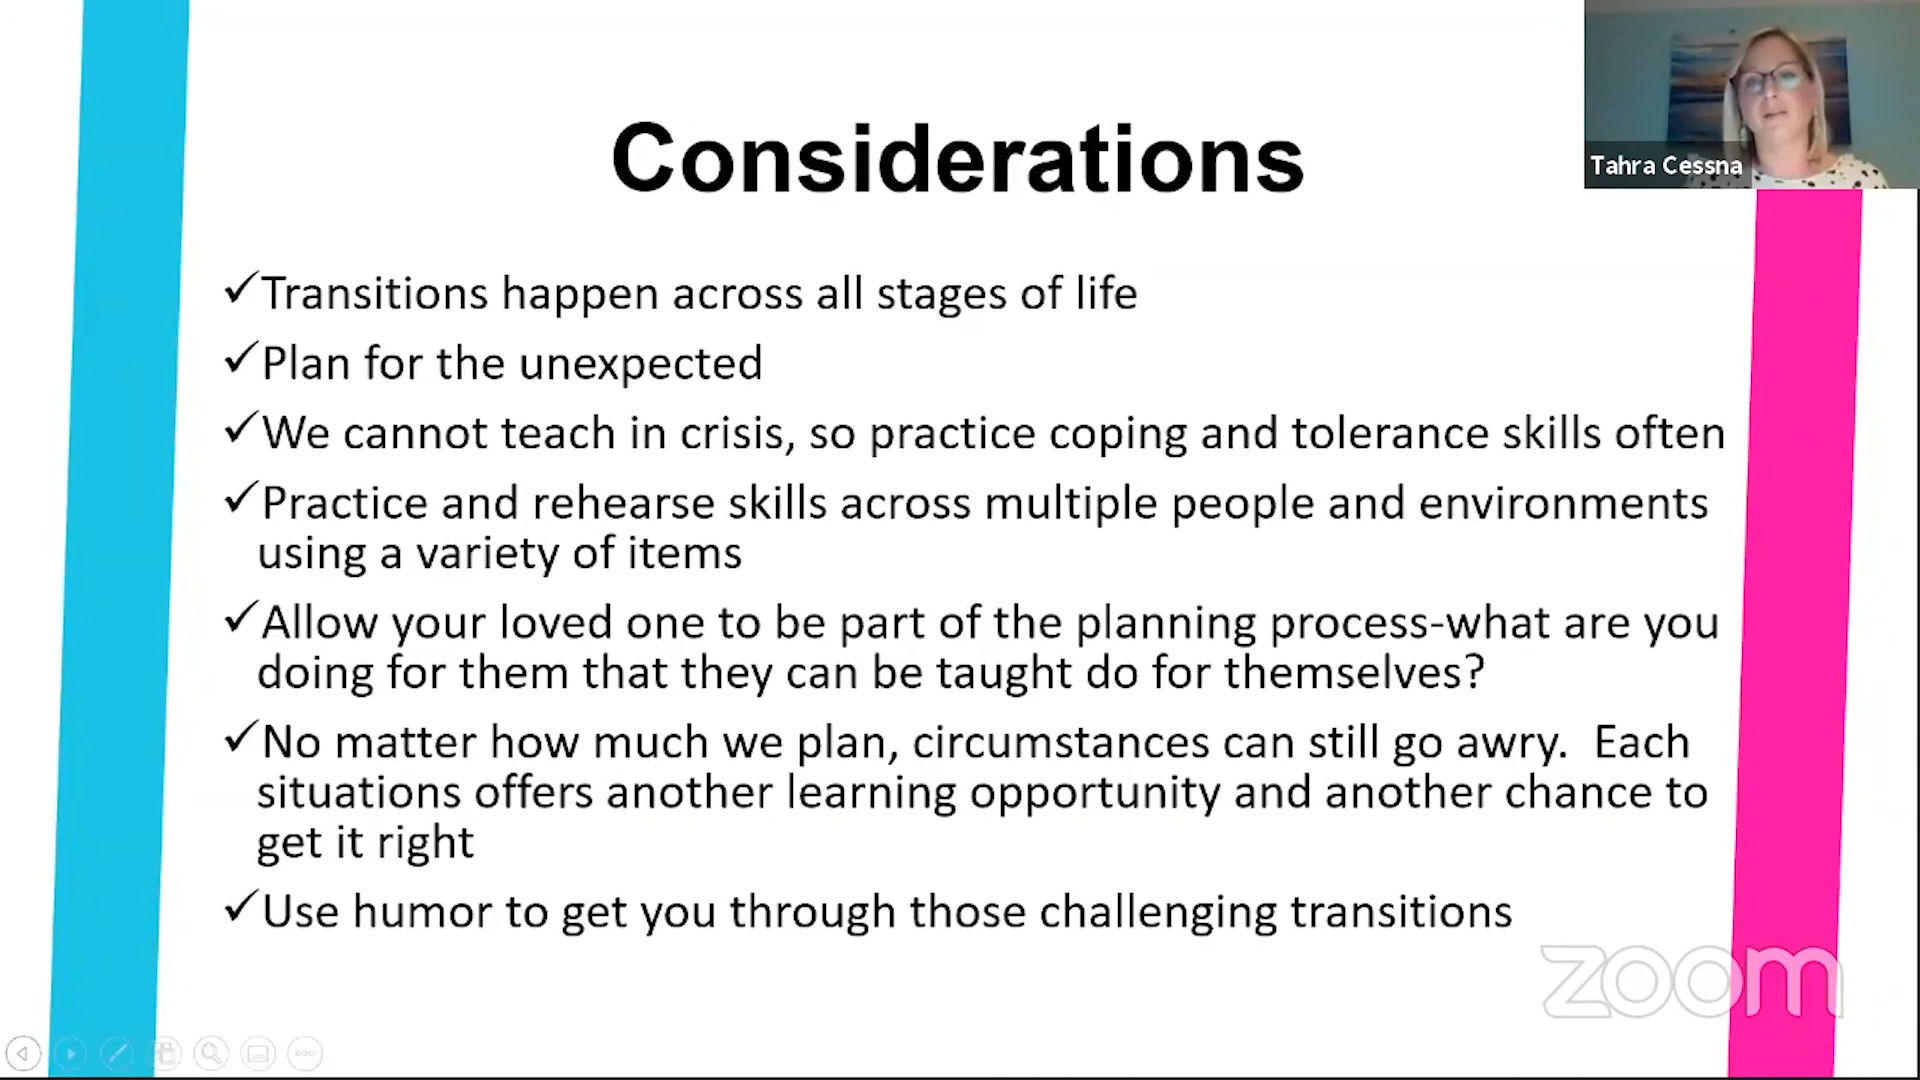 Considerations
Tahra Cessna
✓Transitions happen across all stages of life
✓Plan for the unexpected
✓We cannot teach in crisis, so practice coping and tolerance skills often
✓Practice and rehearse skills across multiple people and environments
using a variety of items
✓Allow your loved one to be part of the planning process-what are you
doing for them that they can be taught do for themselves?
✓No matter how much we plan, circumstances can still go awry.  Each
situations offers another learning opportunity and another chance to
get it right
✓Use humor to get you through those challenging transitions
zoom